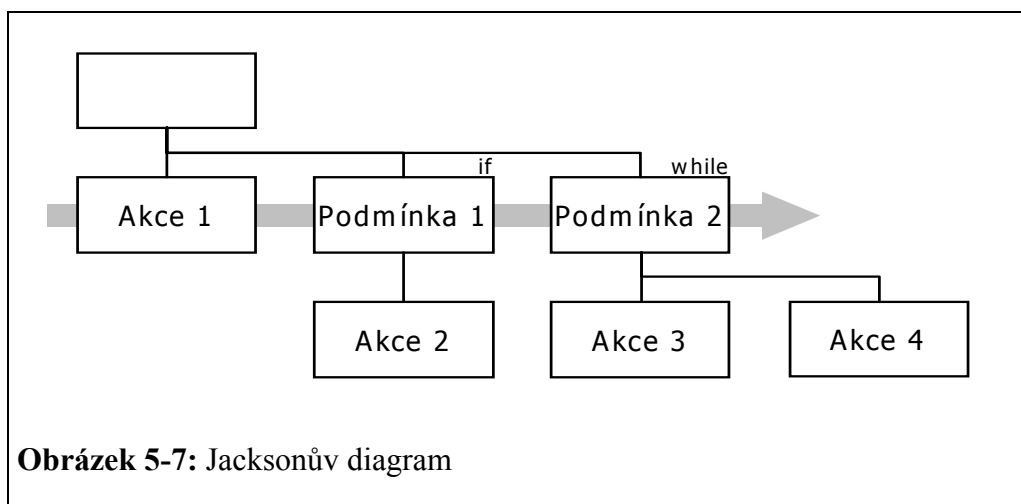 if
while
Akce 1
Podmínka 1
Podmínka 2
Akce 2
Akce 3
Akce 4
Obrázek 5-7: Jacksonův diagram